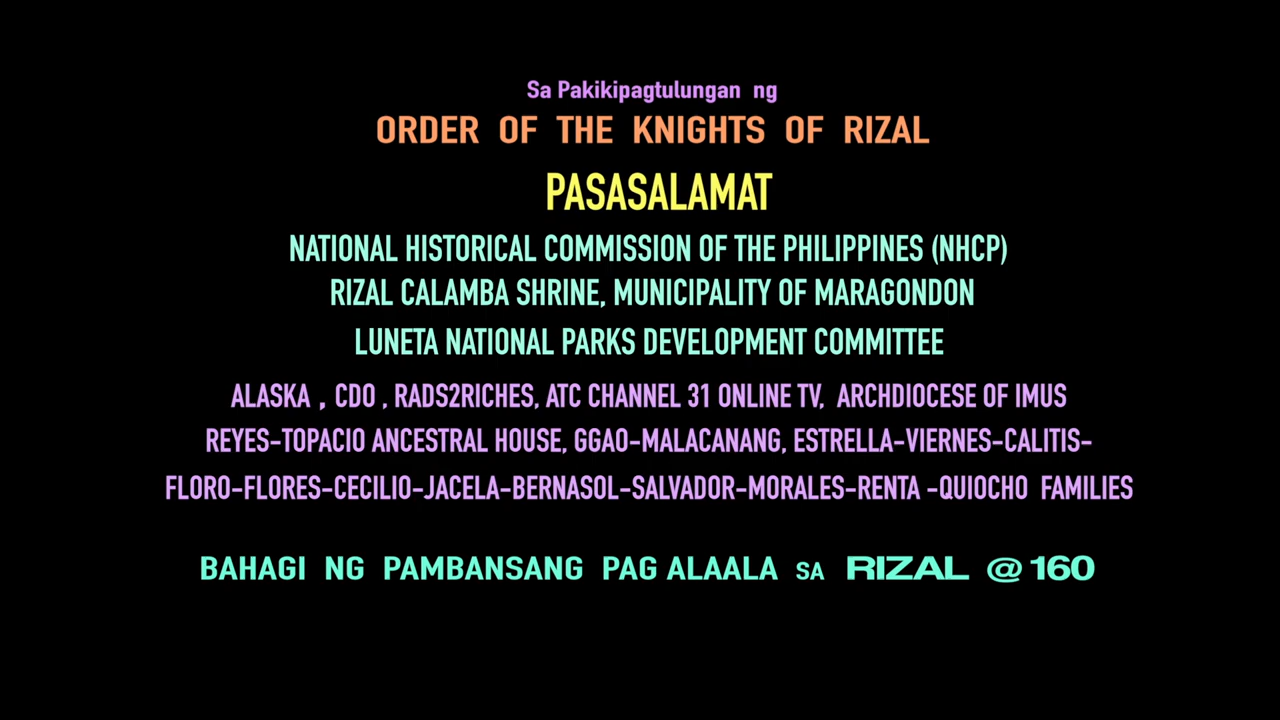 Sa Pakikipagtulungan ng
ORDER OF THE KNIGHTS OF RIZAL
PASASALAMAT
NATIONAL HISTORICAL COMMISSION OF THE PHILIPPINES (NHCP)
RIZAL CALAMBA SHRINE, MUNICIPALITY OF MARAGONDON
LUNETA NATIONAL PARKS DEVELOPMENT COMMITTEE
ALASKA , CDO , RADS2RICHES, ATC CHANNEL 31 ONLINE TV, ARCHDIOCESE OF IMUS
REYES-TOPACIO ANCESTRAL HOUSE, GGAO-MALACANANG, ESTRELLA-VIERNES-CALITIS-
FLORO-FLORES-CECILIO-JACELA-BERNASOL-SALVADOR-MORALES-RENTA -QUIOCHO FAMILIES
BAHAGI NG PAMBANSANG PAG ALAALA SA RIZAL @ 160